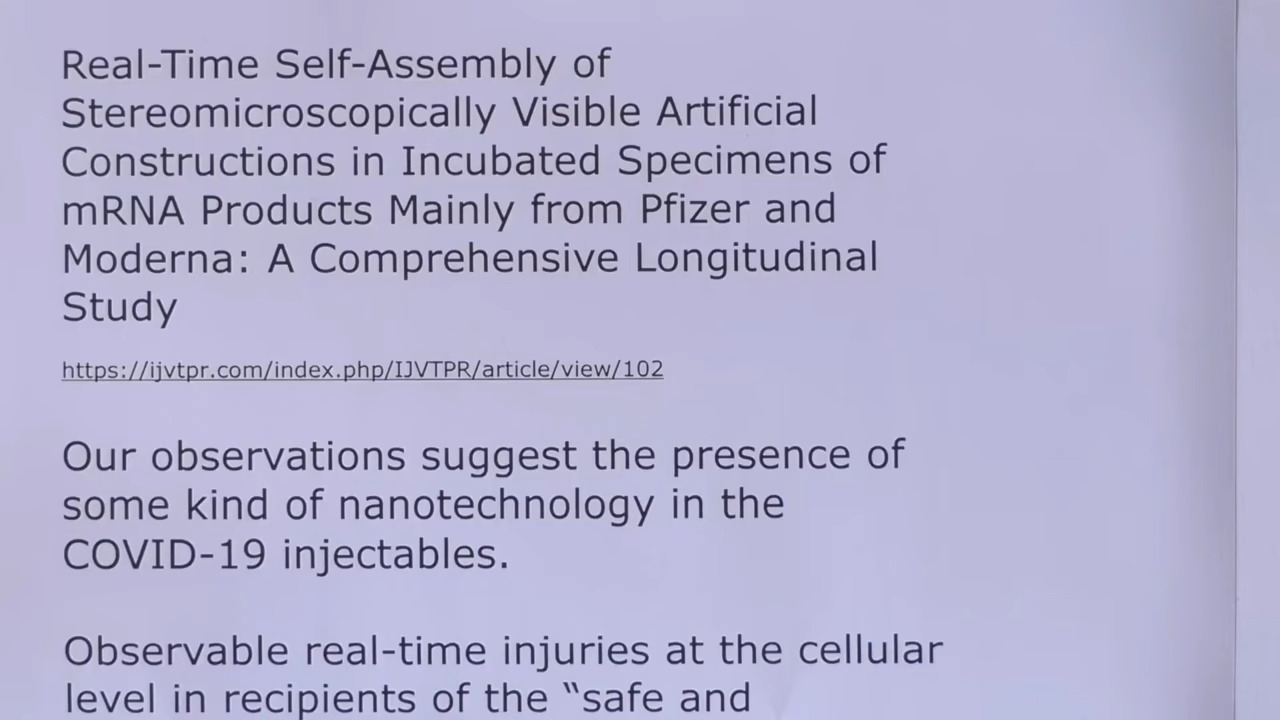 Real-Time Self-Assembly of
Stereomicroscopically Visible Artificial
Constructions in Incubated Specimens of
mRNA Products Mainly from Pfizer and
Moderna: A Comprehensive Longitudinal
Study
https://ijvtpr.com/index.php/IJVTPR/article/view/102
Our observations suggest the presence of
some kind of nanotechnology in the
COVID-19 injectables.
Observable real-time injuries at the cellular
level in recipients of the “safe and